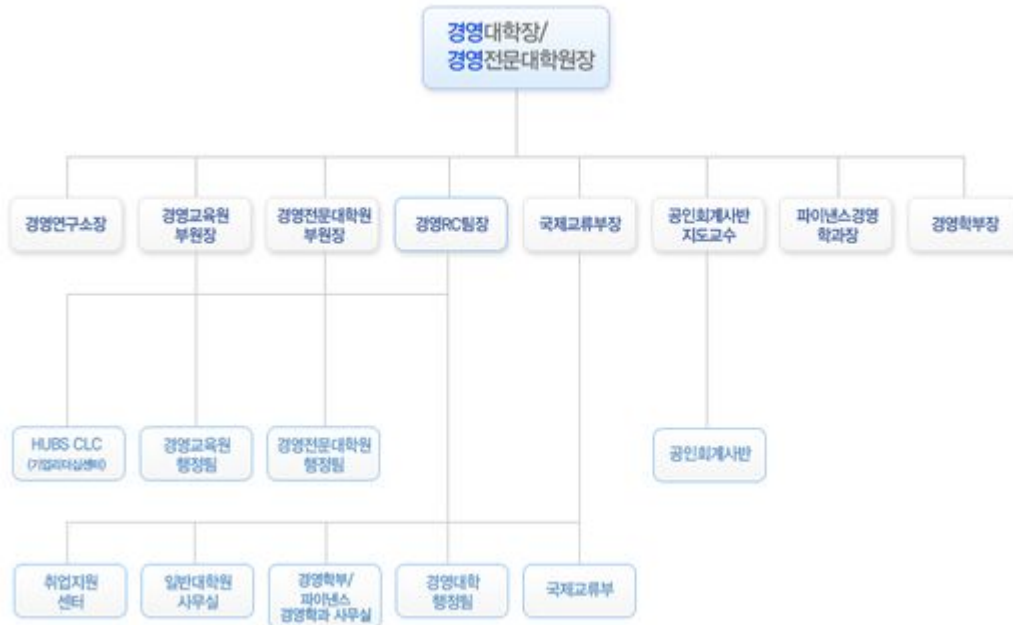 경영대학장/
경영전문대학원장
경영연구소장
경영교육원
부원장
경영전문대학원
부원장
경영RC팀장
국제교류부장
공인회계사반
지도교수
파이낸스경영
학과장
경영학부장
HUBS CLC
(기업리더십센터)
경영교육원
행정팀
경영전문대학원
행정팀
공인회계사반
취업지원
센터
일반대학원
사무실
경영학부/
파이낸스
경영학과 사무실
경영대학
행정팀
국제교류부